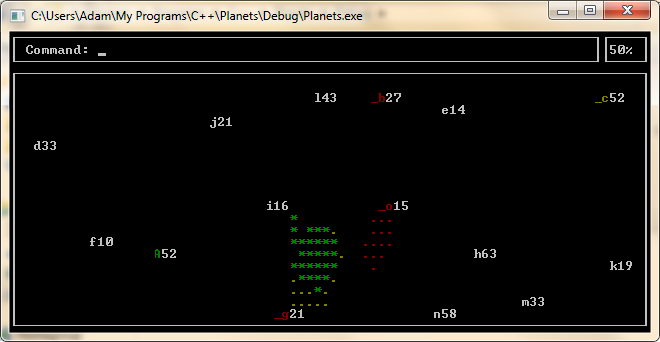 C:\Users\Adam\My Programs\C++\Planets\Debug\Planets.exe
Command: _ 50%
l43 _b27 _c52
e14
j21
d33
i16 _o15
*
* ***.
******
******
******.
******
.****.
...*.
.....
...
...
....
...
....
...
.
f10
A52 h63
k19
m33
_g21 n58